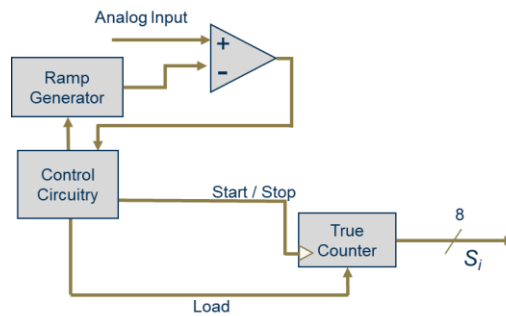 Analog Input
+
-
Ramp
Generator
Control
Circuitry
Start / Stop
True
Counter
8
Si
Load